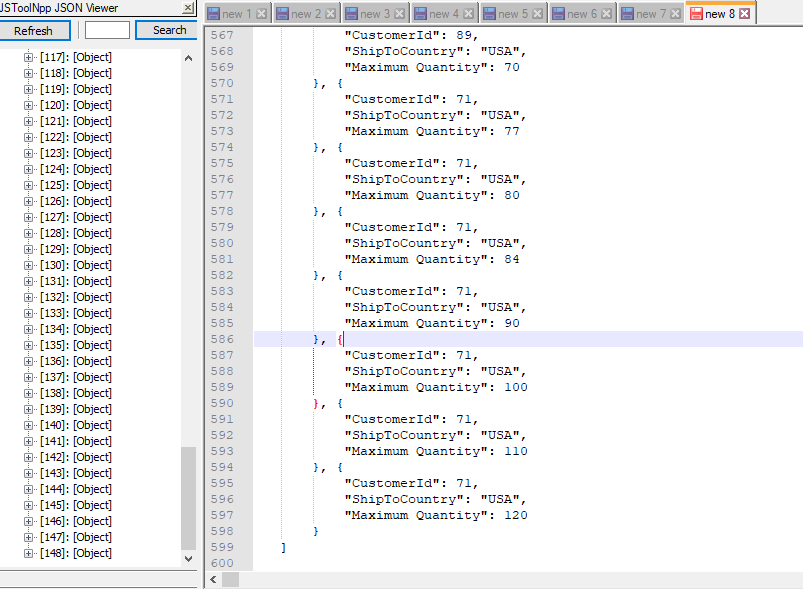 JSToolNpp JSON Viewer
Refresh
Search
[117]: [Object]
[118]: [Object]
[119]: [Object]
[120]: [Object]
[121]: [Object]
[122]: [Object]
[123]: [Object]
[124]: [Object]
[125]: [Object]
[126]: [Object]
[127]: [Object]
[128]: [Object]
[129]: [Object]
[130]: [Object]
[131]: [Object]
[132]: [Object]
[133]: [Object]
[134]: [Object]
[135]: [Object]
[136]: [Object]
[137]: [Object]
[138]: [Object]
[139]: [Object]
[140]: [Object]
[141]: [Object]
[142]: [Object]
[143]: [Object]
[144]: [Object]
[145]: [Object]
[146]: [Object]
[147]: [Object]
[148]: [Object]
new 1 new 2 new 3 new 4 new 5 new 6 new 7 new 8
567 "CustomerId": 89,
568 "ShipToCountry": "USA",
569 "Maximum Quantity": 70
570 }, {
571 "CustomerId": 71,
572 "ShipToCountry": "USA",
573 "Maximum Quantity": 77
574 }, {
575 "CustomerId": 71,
576 "ShipToCountry": "USA",
577 "Maximum Quantity": 80
578 }, {
579 "CustomerId": 71,
580 "ShipToCountry": "USA",
581 "Maximum Quantity": 84
582 }, {
583 "CustomerId": 71,
584 "ShipToCountry": "USA",
585 "Maximum Quantity": 90
586 }, {
587 "CustomerId": 71,
588 "ShipToCountry": "USA",
589 "Maximum Quantity": 100
590 }, {
591 "CustomerId": 71,
592 "ShipToCountry": "USA",
593 "Maximum Quantity": 110
594 }, {
595 "CustomerId": 71,
596 "ShipToCountry": "USA",
597 "Maximum Quantity": 120
598 }
599 ]
600